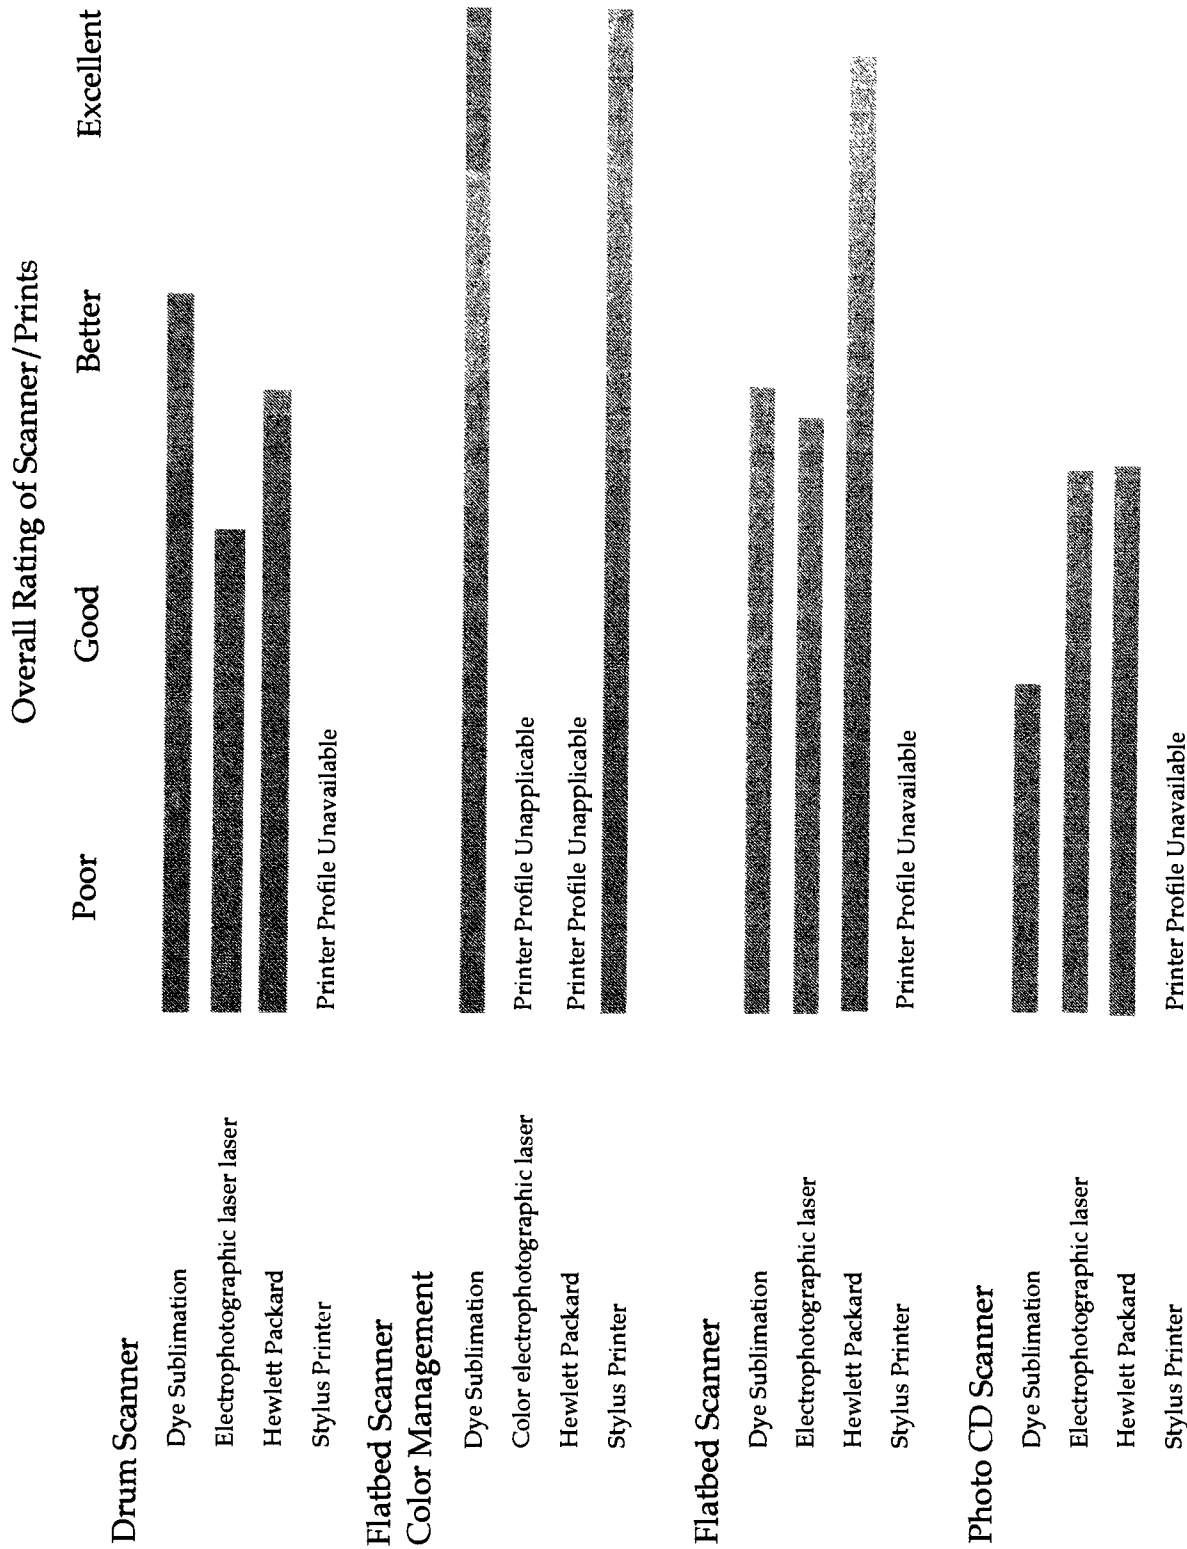 Overall Rating of Scanner/Prints
Poor Good Better Excellent
Drum Scanner
Dye Sublimation
Electrophotographic laser laser
Hewlett Packard
Stylus Printer Printer Profile Unavailable
Flatbed Scanner
Color Management
Dye Sublimation
Color electrophotographic laser Printer Profile Unapplicable
Hewlett Packard Printer Profile Unapplicable
Stylus Printer
Flatbed Scanner
Dye Sublimation
Electrophotographic laser
Hewlett Packard
Stylus Printer Printer Profile Unavailable
Photo CD Scanner
Dye Sublimation
Electrophotographic laser
Hewlett Packard
Stylus Printer Printer Profile Unavailable